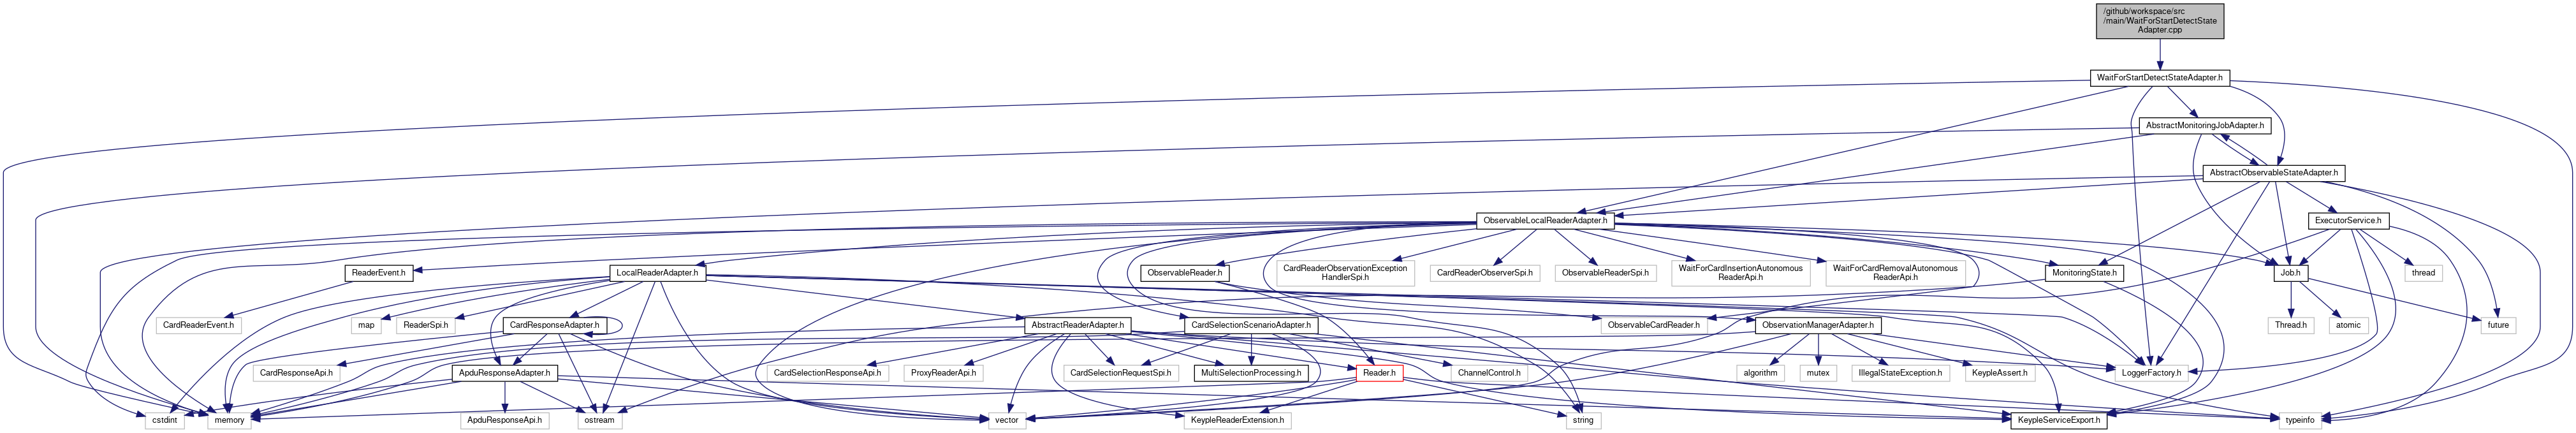 /github/workspace/src
/main/WaitForStartDetectState
Adapter.cpp
WaitForStartDetectStateAdapter.h
AbstractMonitoringJobAdapter.h
AbstractObservableStateAdapter.h
ObservableLocalReaderAdapter.h
ExecutorService.h
ReaderEvent.h
LocalReaderAdapter.h
ObservableReader.h
CardReaderObservationException
HandlerSpi.h
CardReaderObserverSpi.h
ObservableReaderSpi.h
WaitForCardInsertionAutonomous
ReaderApi.h
WaitForCardRemovalAutonomous
ReaderApi.h
MonitoringState.h
Job.h
thread
CardReaderEvent.h
map
ReaderSpi.h
CardResponseAdapter.h
AbstractReaderAdapter.h
CardSelectionScenarioAdapter.h
ObservableCardReader.h
ObservationManagerAdapter.h
Thread.h
atomic
future
CardResponseApi.h
ApduResponseAdapter.h
CardSelectionResponseApi.h
ProxyReaderApi.h
CardSelectionRequestSpi.h
MultiSelectionProcessing.h
Reader.h
ChannelControl.h
algorithm
mutex
IllegalStateException.h
KeypleAssert.h
LoggerFactory.h
cstdint
memory
ApduResponseApi.h
ostream
vector
KeypleReaderExtension.h
string
KeypleServiceExport.h
typeinfo